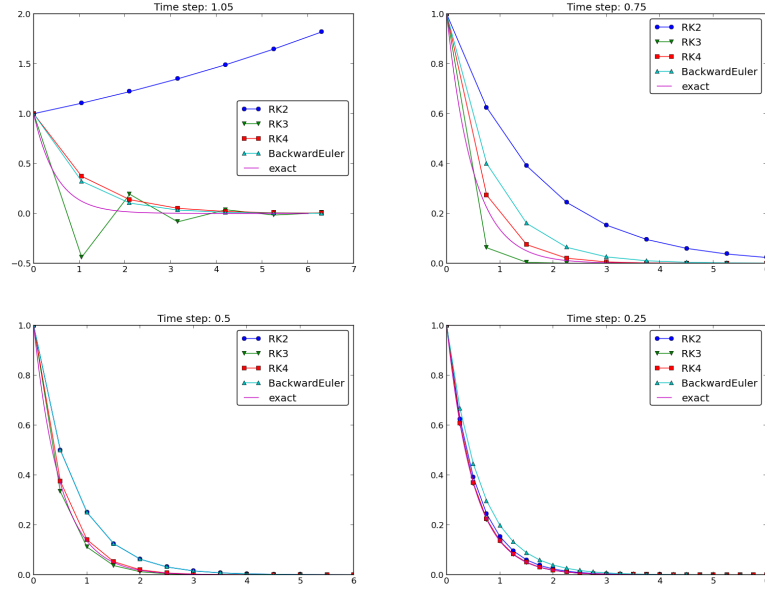 Time step: 1.05
2.0
1.5
1.0
0.5
0.0
−0.5
0 1 2 3 4 5 6 7
RK2
RK3
RK4
BackwardEuler
exact
Time step: 0.75
1.0
0.8
0.6
0.4
0.2
0.0
0 1 2 3 4 5
RK2
RK3
RK4
BackwardEuler
exact
Time step: 0.5
1.0
0.8
0.6
0.4
0.2
0.0
0 1 2 3 4 5 6
RK2
RK3
RK4
BackwardEuler
exact
Time step: 0.25
1.0
0.8
0.6
0.4
0.2
0.0
0 1 2 3 4 5
RK2
RK3
RK4
BackwardEuler
exact